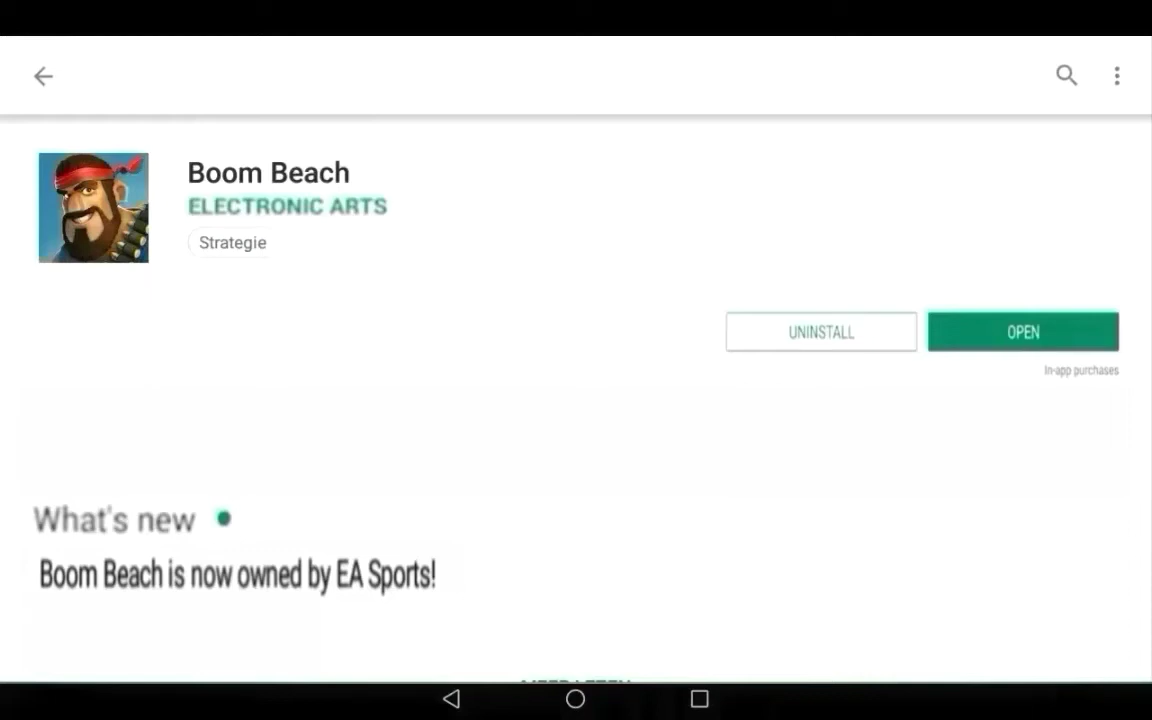 Boom Beach
ELECTRONIC ARTS
Strategie
UNINSTALL
OPEN
In-app purchases
What's new
Boom Beach is now owned by EA Sports!